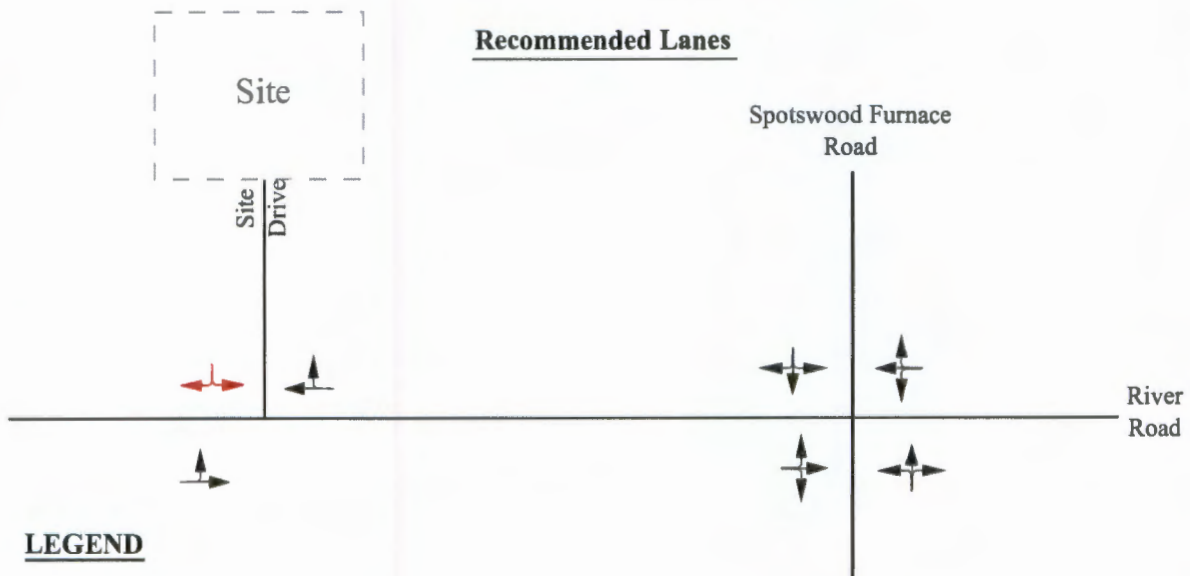 Recommended Lanes
Site
Spotswood Furnace
Road
Site
Drive
River
Road
LEGEND